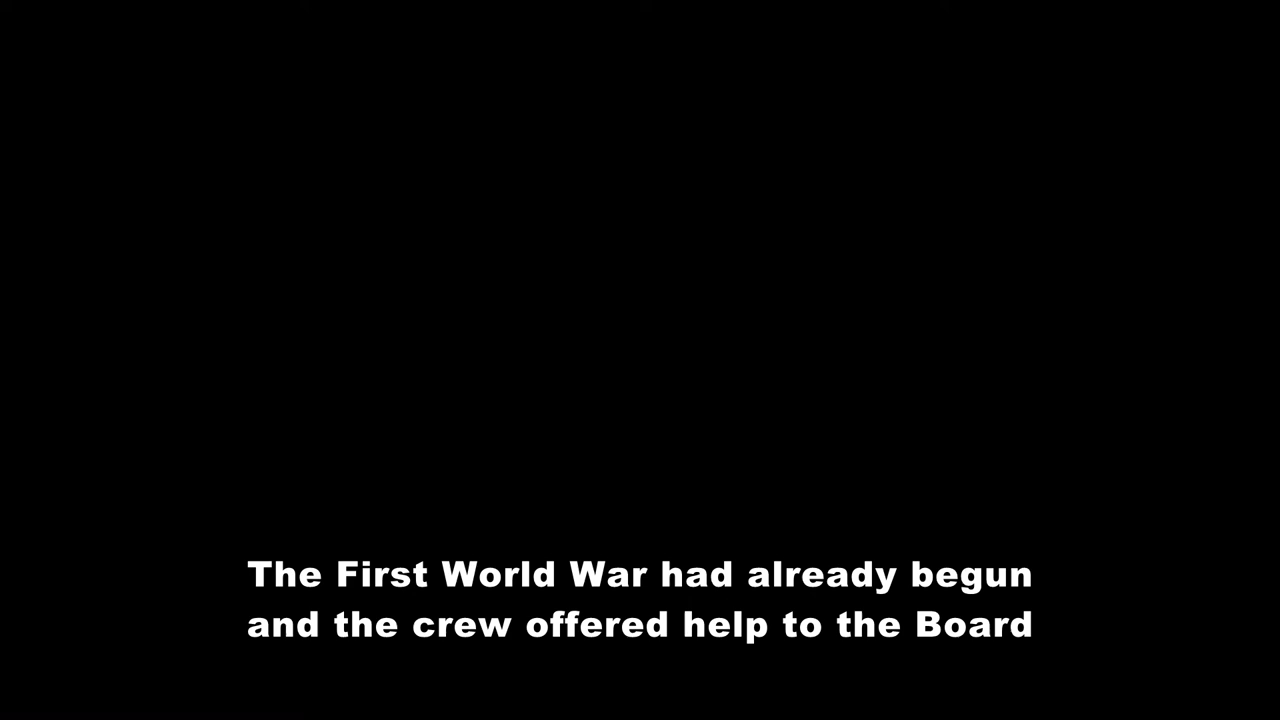 The First World War had already begun
and the crew offered help to the Board